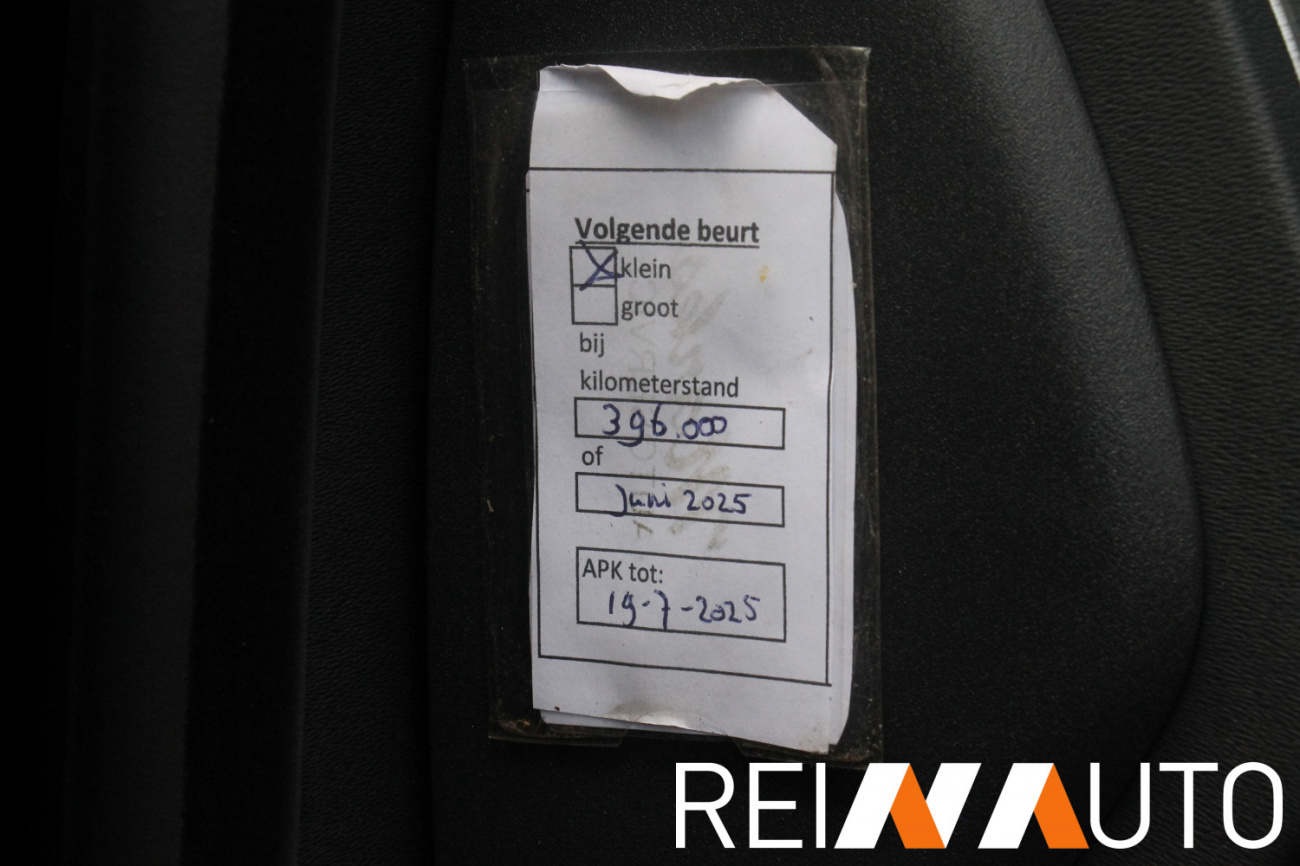 Volgende beurt
klein
groot
bij
kilometerstand
396.000
of
Juni 2025
APK tot:
19-7-2025
REINAUTO